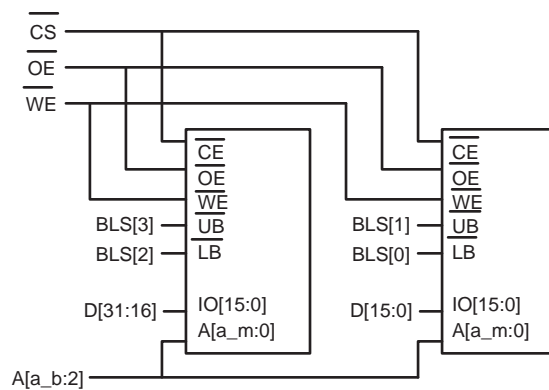 CS
OE
WE
CE
OE
WE
BLS[3] UB
BLS[2] LB
D[31:16] IO[15:0]
A[a_m:0]
CE
OE
WE
BLS[1] UB
BLS[0] LB
D[15:0] IO[15:0]
A[a_m:0]
A[a_b:2]